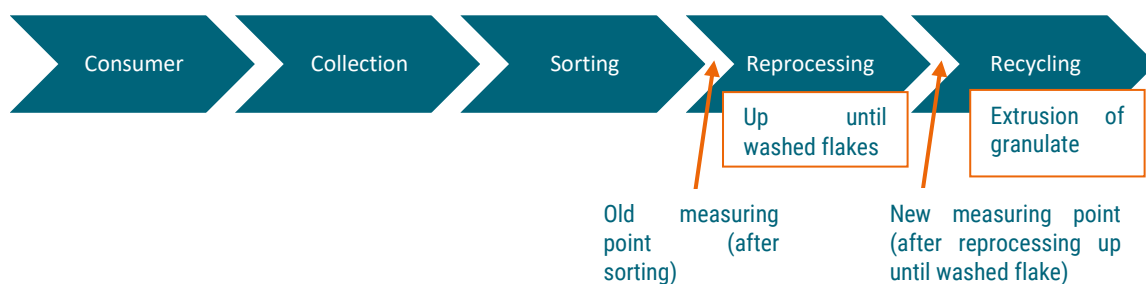 Consumer
Collection
Sorting
Reprocessing
Recycling
Up until
washed flakes
Extrusion of
granulate
Old measuring
point (after
sorting)
New measuring point
(after reprocessing up
until washed flake)